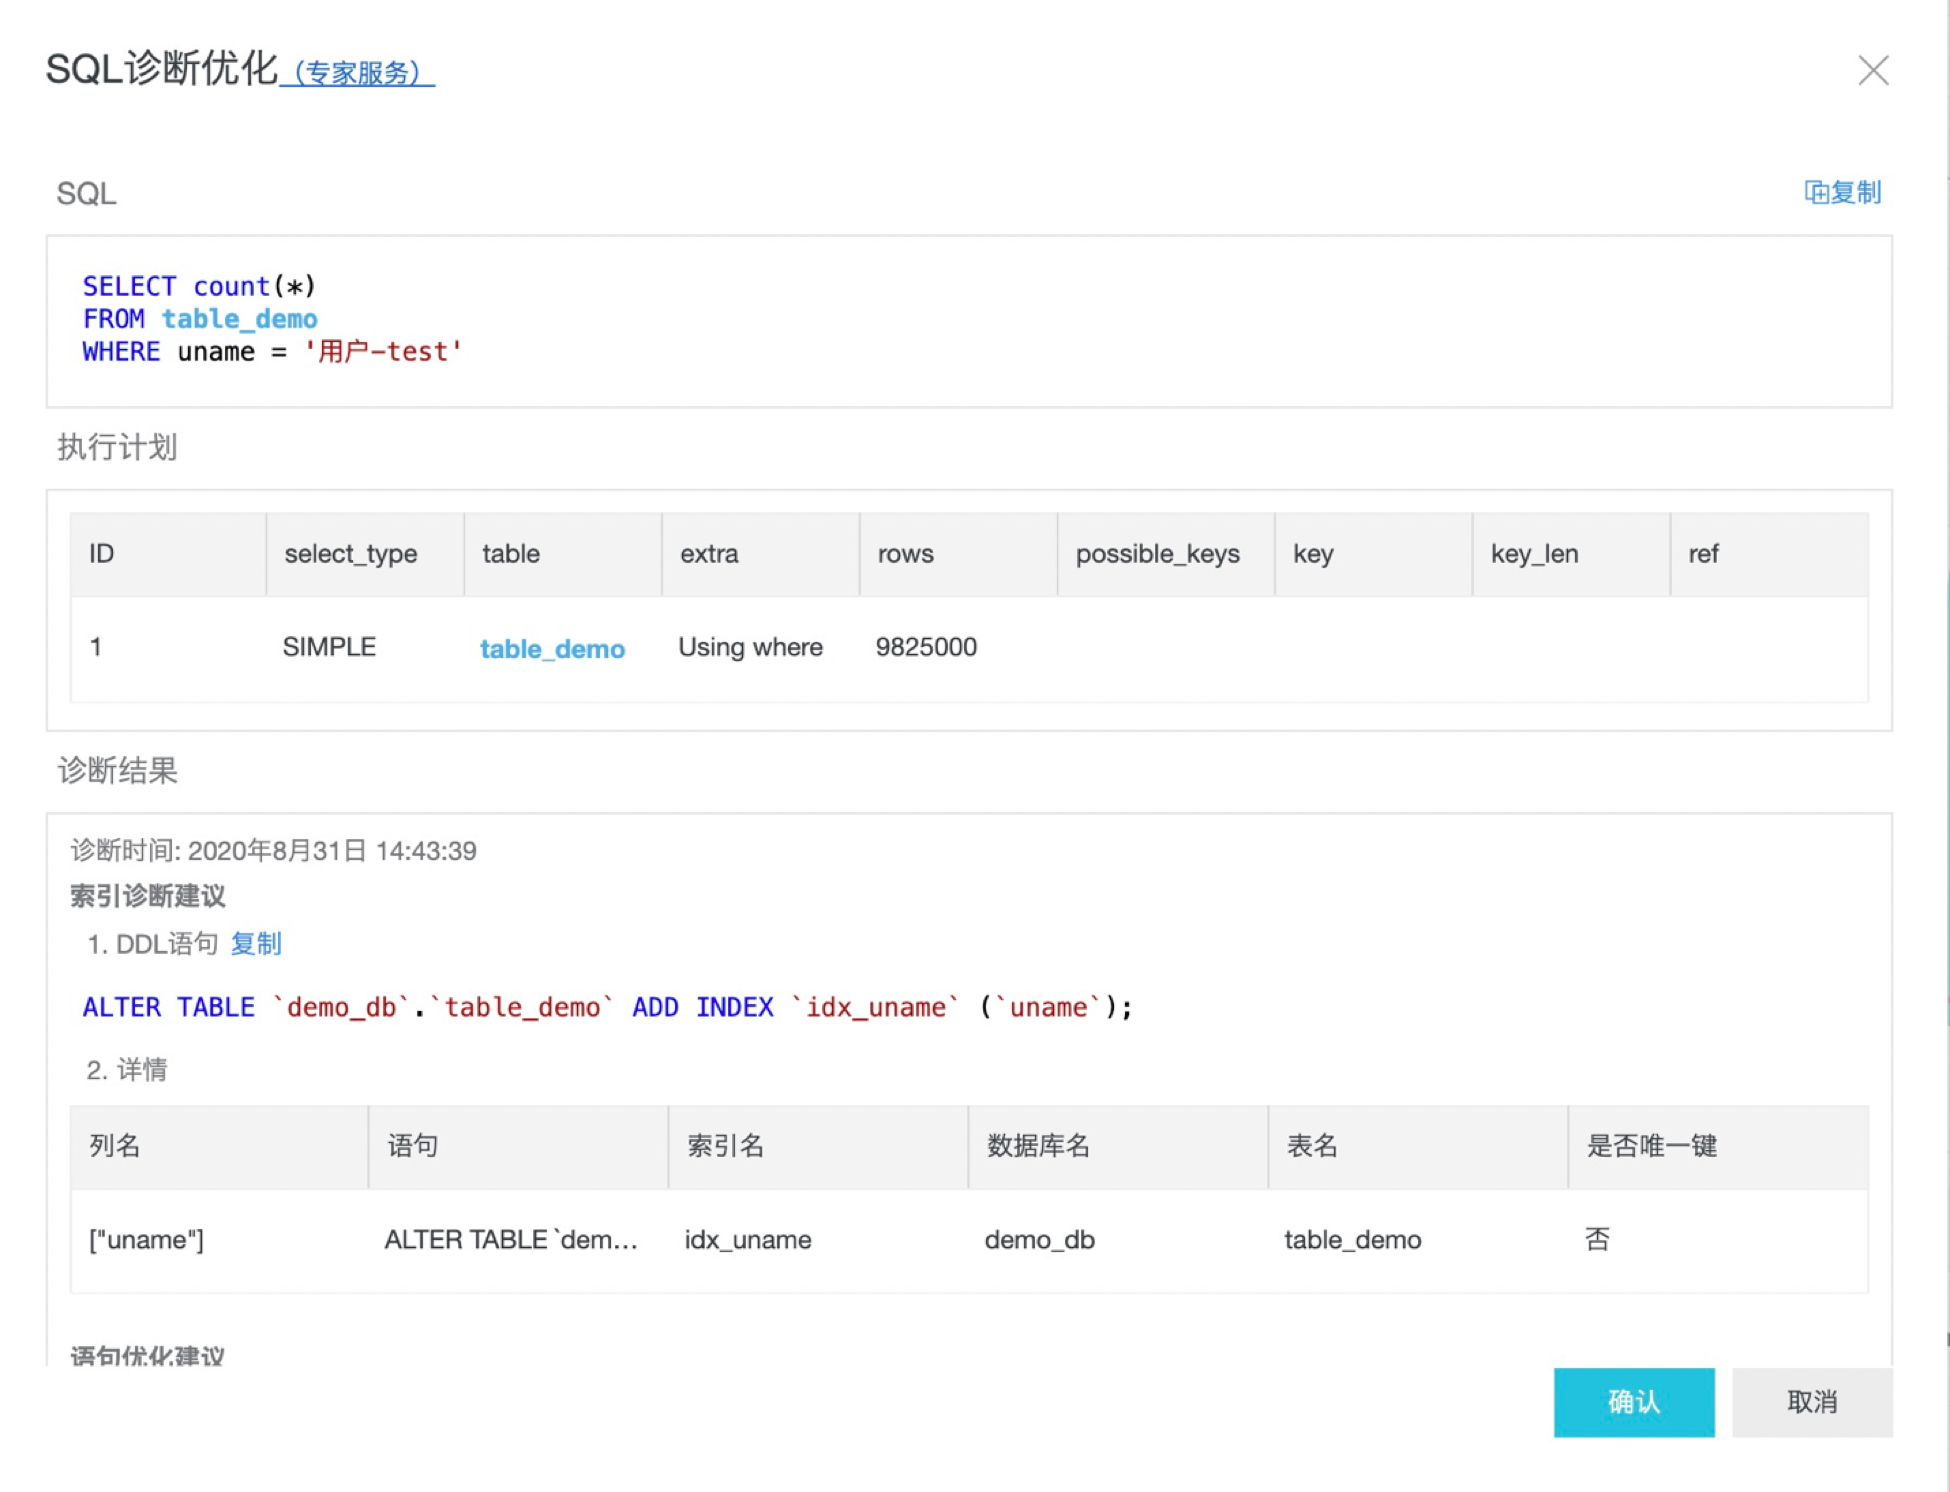 SQL诊断优化（专家服务）
SQL
复制
SELECT count(*)
FROM table_demo
WHERE uname = '用户-test'
执行计划
ID select_type table extra rows possible_keys key key_len ref
1 SIMPLE table_demo Using where 9825000
诊断结果
诊断时间: 2020年8月31日 14:43:39
索引诊断建议
1. DDL语句 复制
ALTER TABLE `demo_db`.`table_demo` ADD INDEX `idx_uname` (`uname`);
2. 详情
列名 语句 索引名 数据库名 表名 是否唯一键
["uname"] ALTER TABLE `dem... idx_uname demo_db table_demo 否
语句优化建议
确认 取消